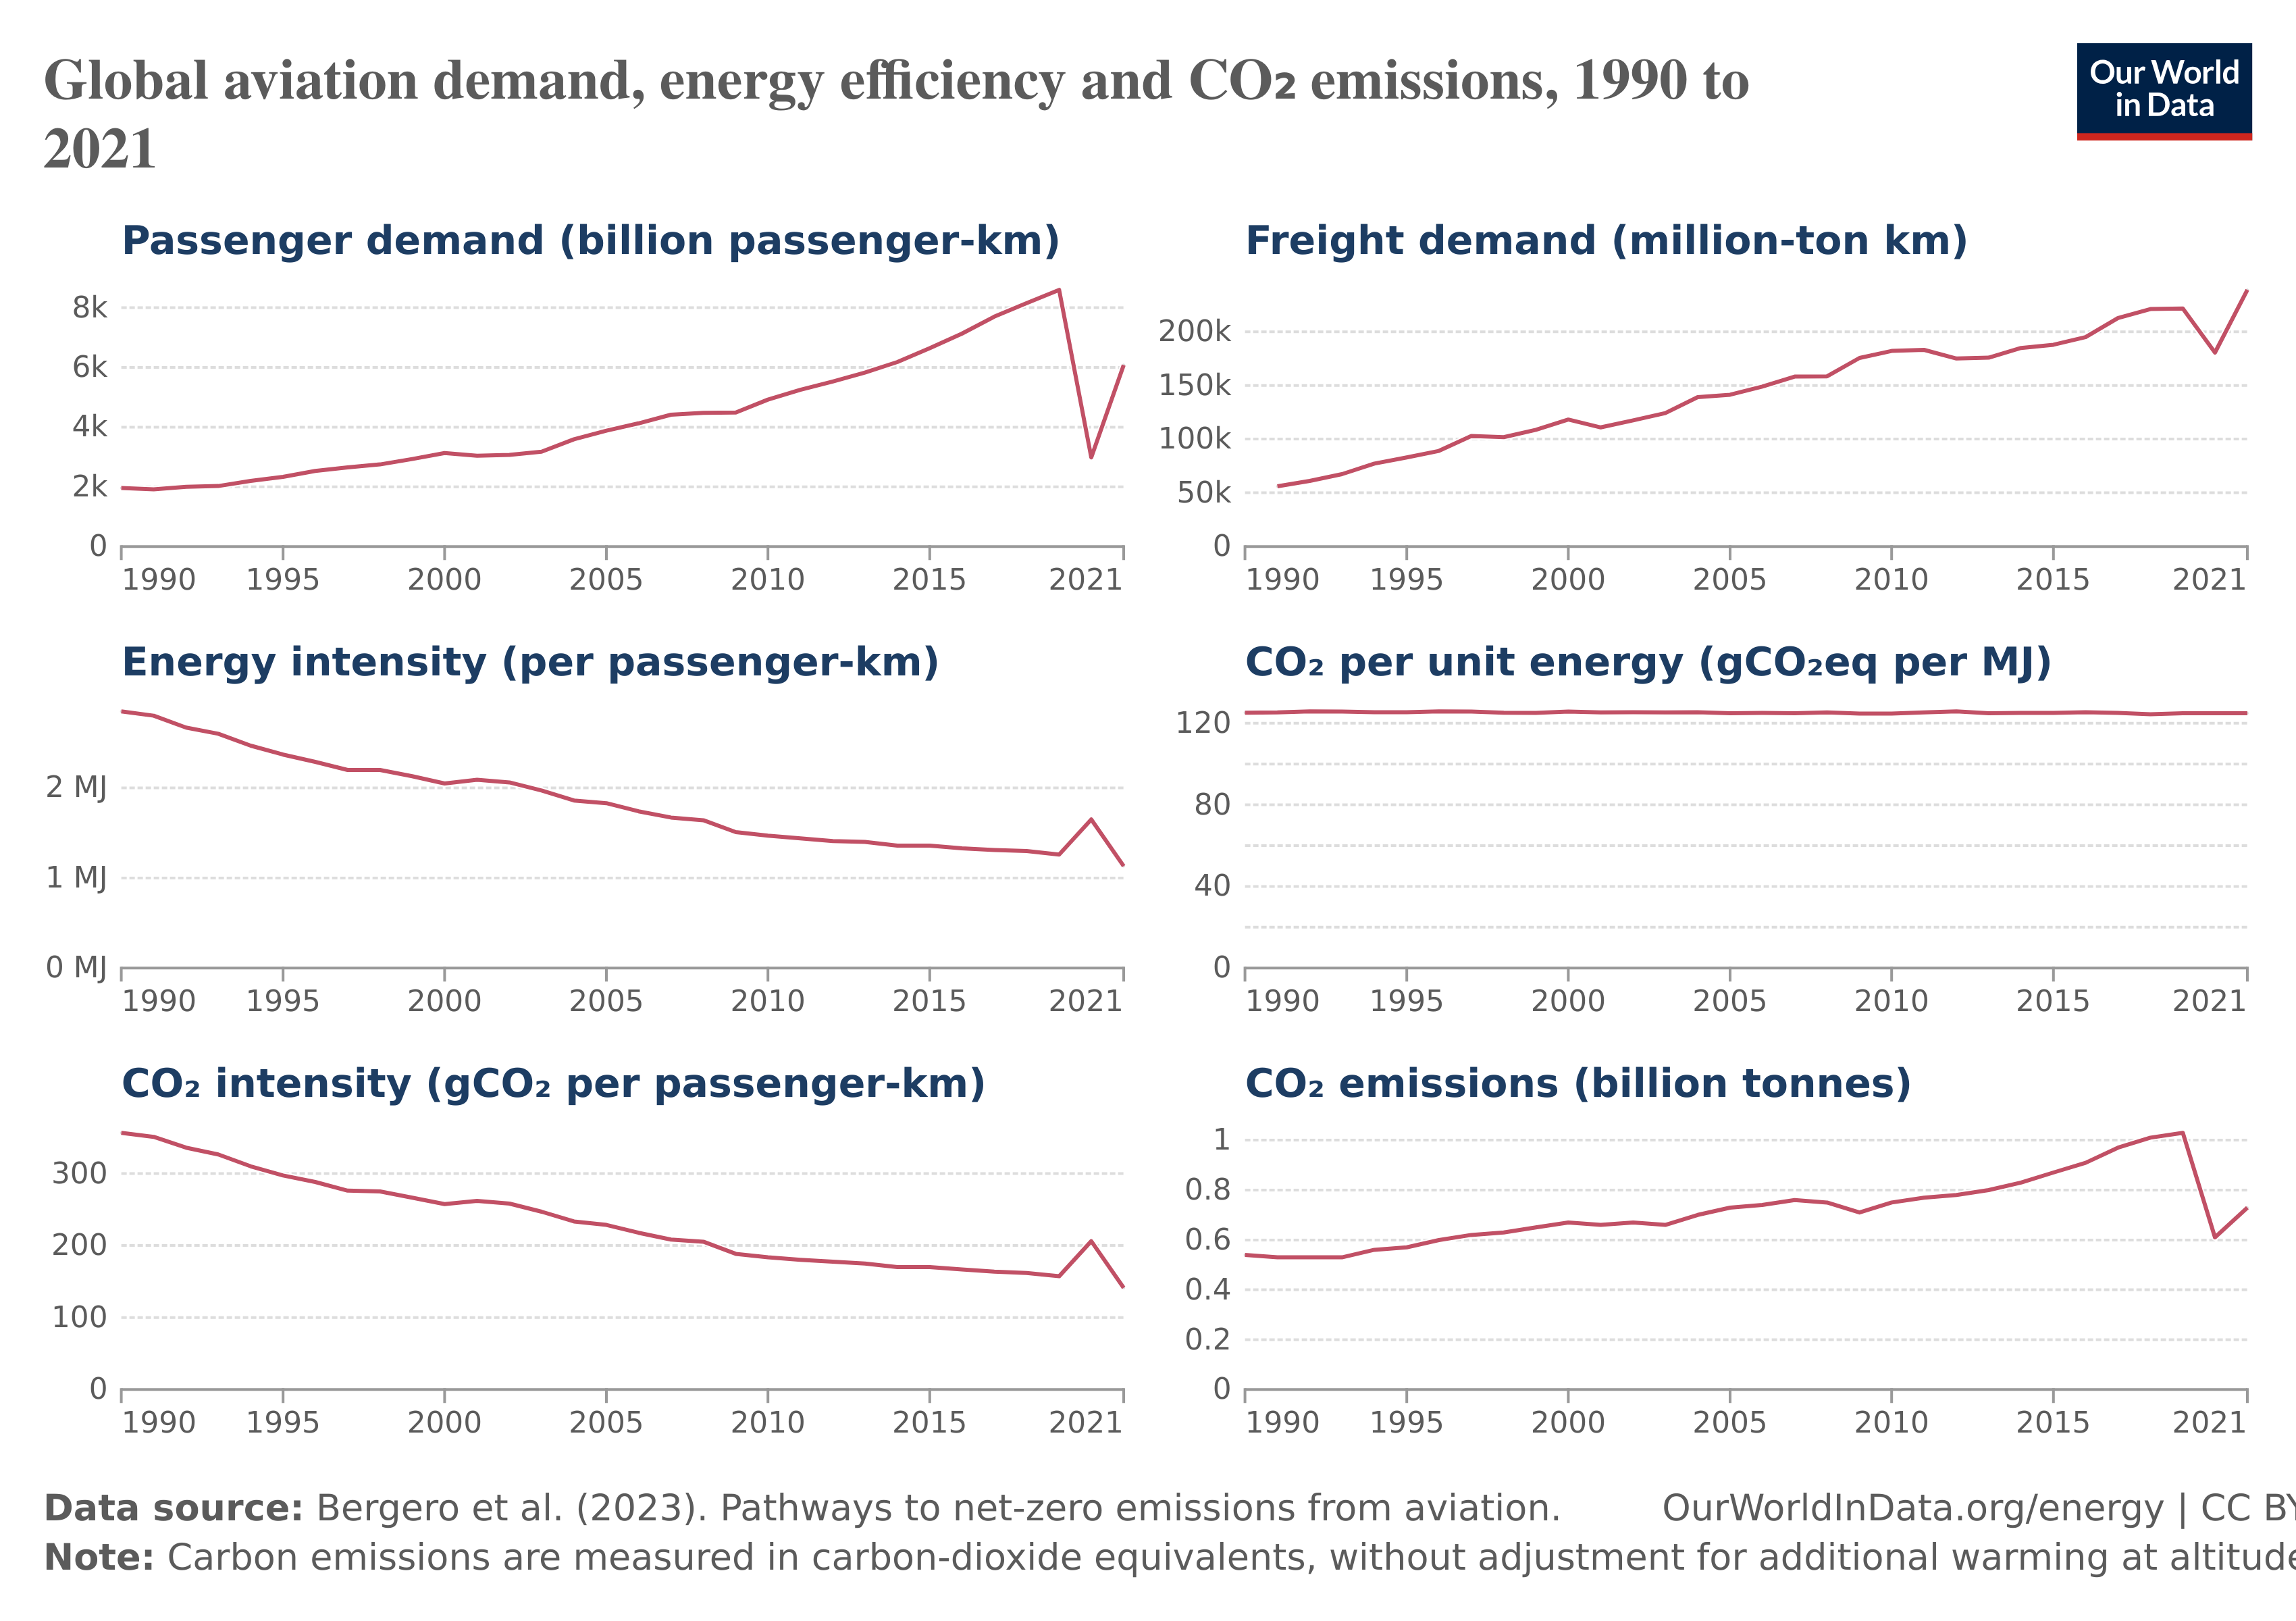 Global aviation demand, energy efficiency and CO₂ emissions, 1990 to
2021
Our World
in Data
Passenger demand (billion passenger-km)
8k
6k
4k
2k
0
1990 1995 2000 2005 2010 2015 2021
Freight demand (million-ton km)
200k
150k
100k
50k
0
1990 1995 2000 2005 2010 2015 2021
Energy intensity (per passenger-km)
2 MJ
1 MJ
0 MJ
1990 1995 2000 2005 2010 2015 2021
CO₂ per unit energy (gCO₂eq per MJ)
120
80
40
0
1990 1995 2000 2005 2010 2015 2021
CO₂ intensity (gCO₂ per passenger-km)
300
200
100
0
1990 1995 2000 2005 2010 2015 2021
CO₂ emissions (billion tonnes)
1
0.8
0.6
0.4
0.2
0
1990 1995 2000 2005 2010 2015 2021
Data source: Bergero et al. (2023). Pathways to net-zero emissions from aviation. OurWorldInData.org/energy | CC BY
Note: Carbon emissions are measured in carbon-dioxide equivalents, without adjustment for additional warming at altitude